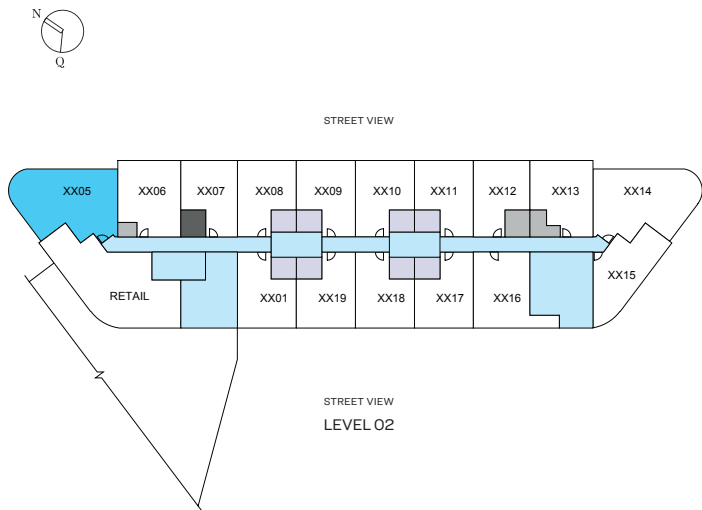 N
Q
STREET VIEW
XX05
XX06
XX07
XX08
XX09
XX10
XX11
XX12
XX13
XX14
RETAIL
XX01
XX19
XX18
XX17
XX16
XX15
STREET VIEW
LEVEL 02